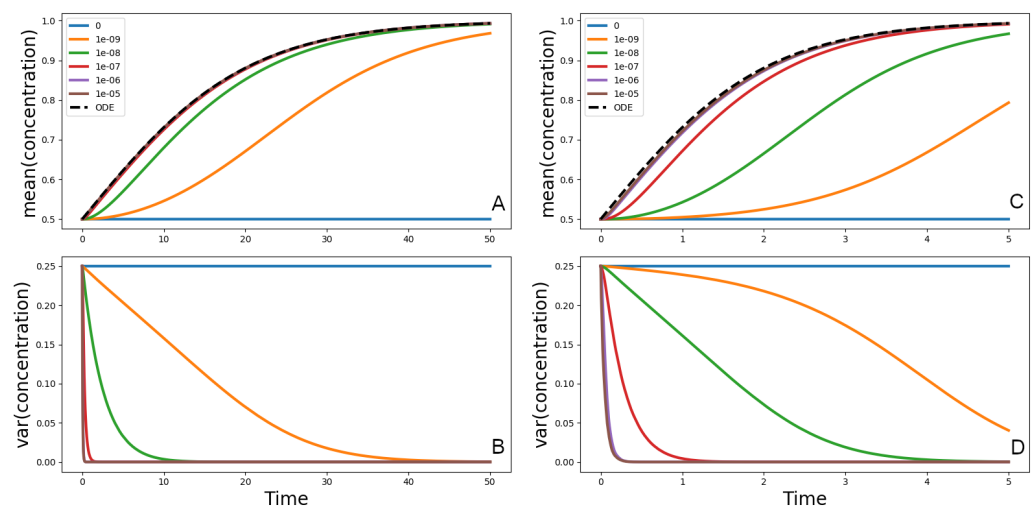 mean(concentration)
1.0
0.9
0.8
0.7
0.6
0.5
0
1e-09
1e-08
1e-07
1e-06
1e-05
ODE
A
0 10 20 30 40 50
mean(concentration)
1.0
0.9
0.8
0.7
0.6
0.5
0
1e-09
1e-08
1e-07
1e-06
1e-05
ODE
C
0 1 2 3 4 5
var(concentration)
0.25
0.20
0.15
0.10
0.05
0.00
B
0 10 20 30 40 50
Time
var(concentration)
0.25
0.20
0.15
0.10
0.05
0.00
D
0 1 2 3 4 5
Time